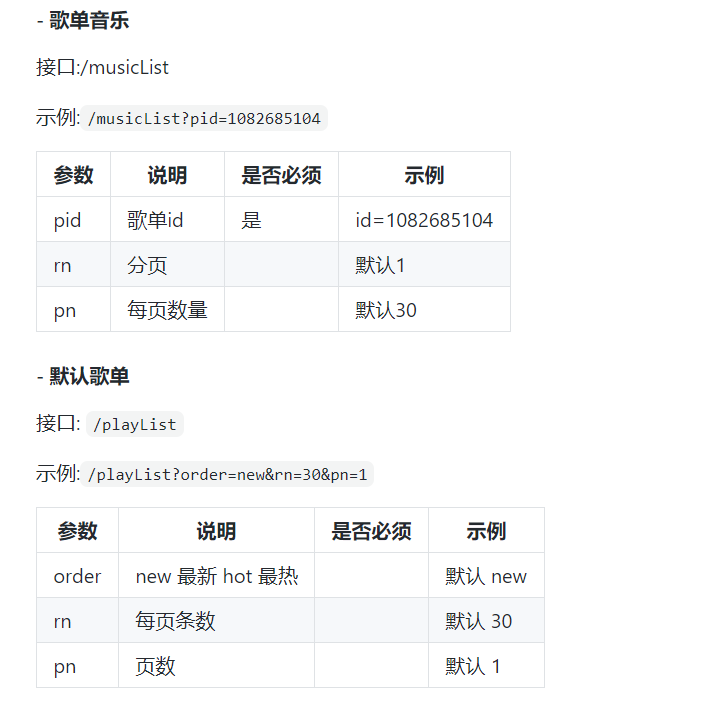 - 歌单音乐
接口:/musicList
示例: /musicList?pid=1082685104
参数 说明 是否必须 示例
pid 歌单id 是 id=1082685104
rn 分页 默认1
pn 每页数量 默认30
- 默认歌单
接口: /playList
示例: /playList?order=new&rn=30&pn=1
参数 说明 是否必须 示例
order new 最新 hot 最热 默认 new
rn 每页条数 默认 30
pn 页数 默认 1